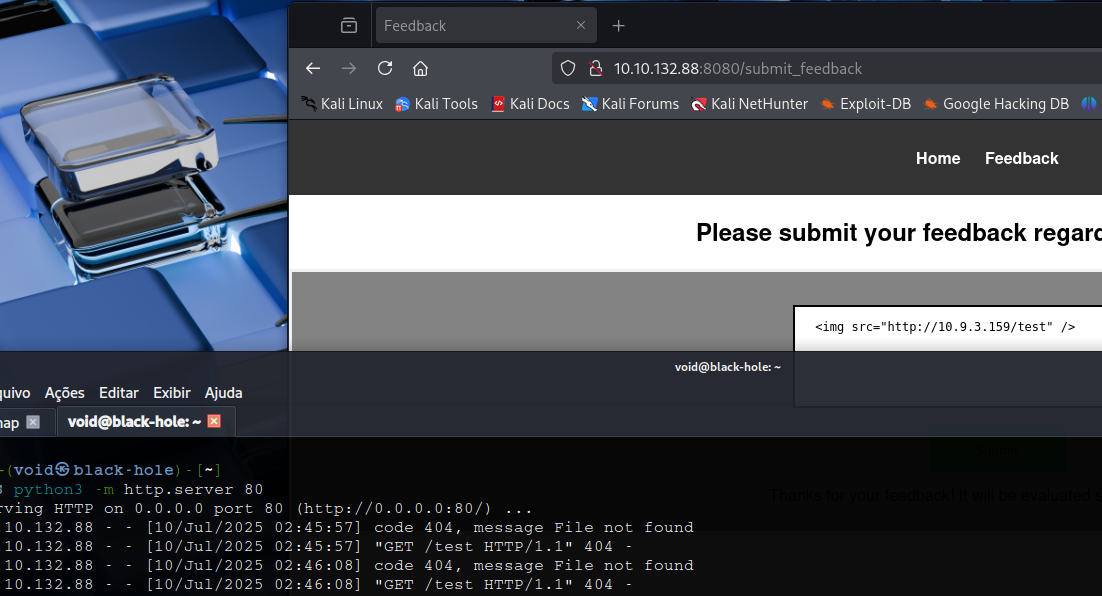 Feedback
10.10.132.88:8080/submit_feedback
Kali Linux Kali Tools Kali Docs Kali Forums Kali NetHunter Exploit-DB Google Hacking DB
Home Feedback
Please submit your feedback regard
<img src="http://10.9.3.159/test" />
void@black-hole: ~
quivo Ações Editar Exibir Ajuda
map void@black-hole: ~
Submit
Thanks for your feedback! It will be evaluated
-(void㉿black-hole)-[~]
$ python3 -m http.server 80
rving HTTP on 0.0.0.0 port 80 (http://0.0.0.0:80/) ...
10.132.88 - - [10/Jul/2025 02:45:57] code 404, message File not found
10.132.88 - - [10/Jul/2025 02:45:57] "GET /test HTTP/1.1" 404 -
10.132.88 - - [10/Jul/2025 02:46:08] code 404, message File not found
10.132.88 - - [10/Jul/2025 02:46:08] "GET /test HTTP/1.1" 404 -